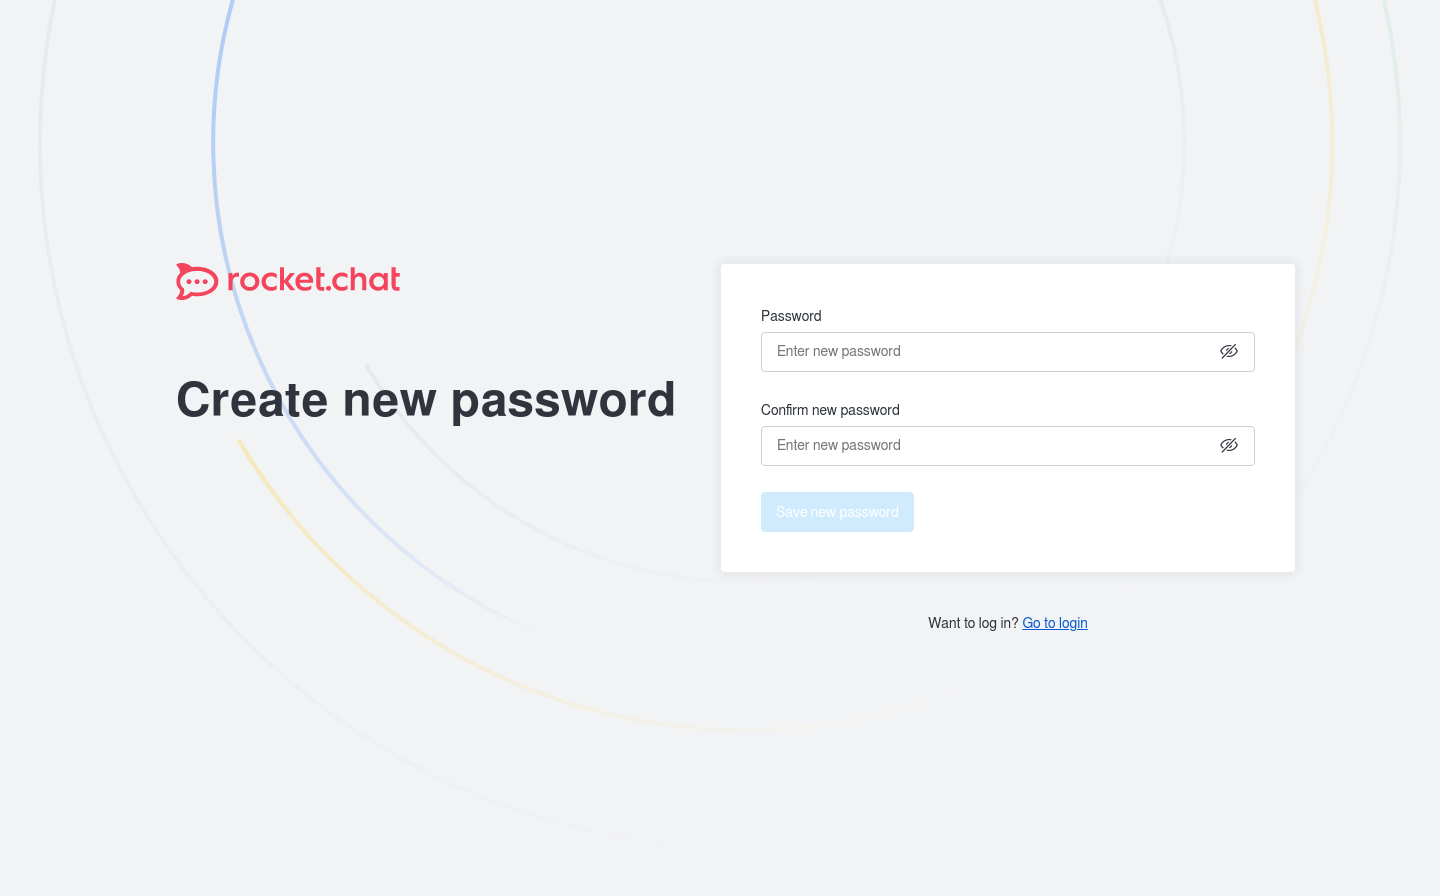 rocket.chat
Create new password
Password
Enter new password
Confirm new password
Enter new password
Save new password
Want to log in? Go to login